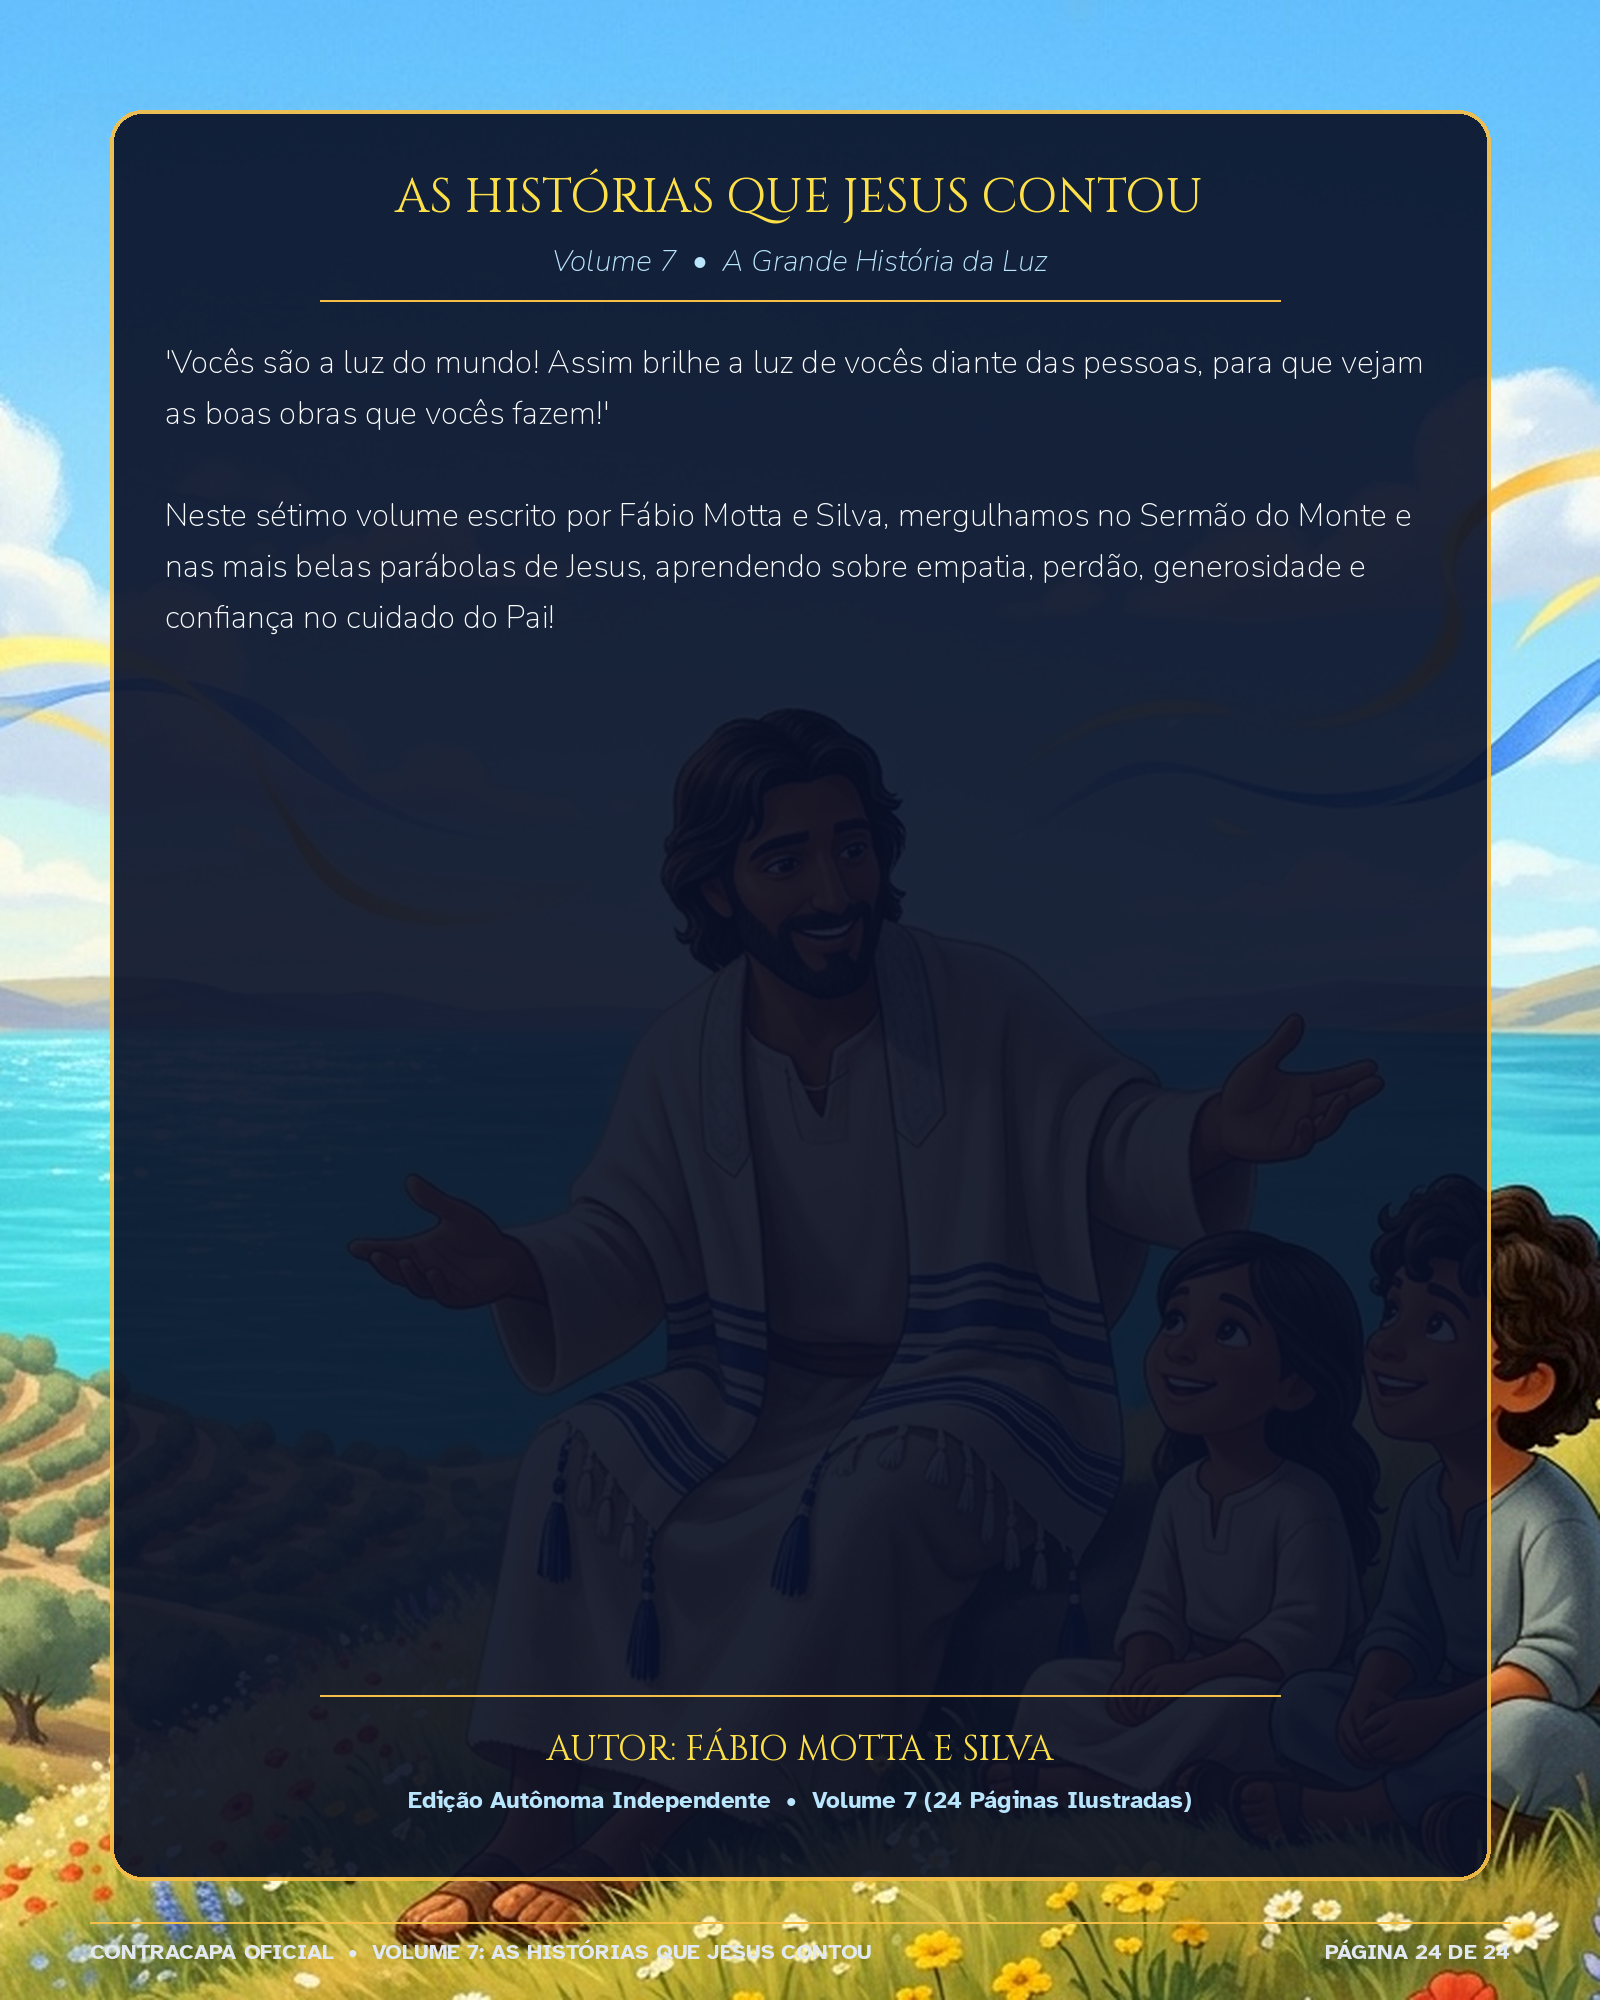 AS HISTÓRIAS QUE JESUS CONTOU
Volume 7 • A Grande História da Luz
'Vocês são a luz do mundo! Assim brilhe a luz de vocês diante das pessoas, para que vejam
as boas obras que vocês fazem!'
Neste sétimo volume escrito por Fábio Motta e Silva, mergulhamos no Sermão do Monte e
nas mais belas parábolas de Jesus, aprendendo sobre empatia, perdão, generosidade e
confiança no cuidado do Pai!
AUTOR: FÁBIO MOTTA E SILVA
Edição Autônoma Independente • Volume 7 (24 Páginas Ilustradas)
CONTRACAPA OFICIAL • VOLUME 7: AS HISTÓRIAS QUE JESUS CONTOU
PÁGINA 24 DE 24